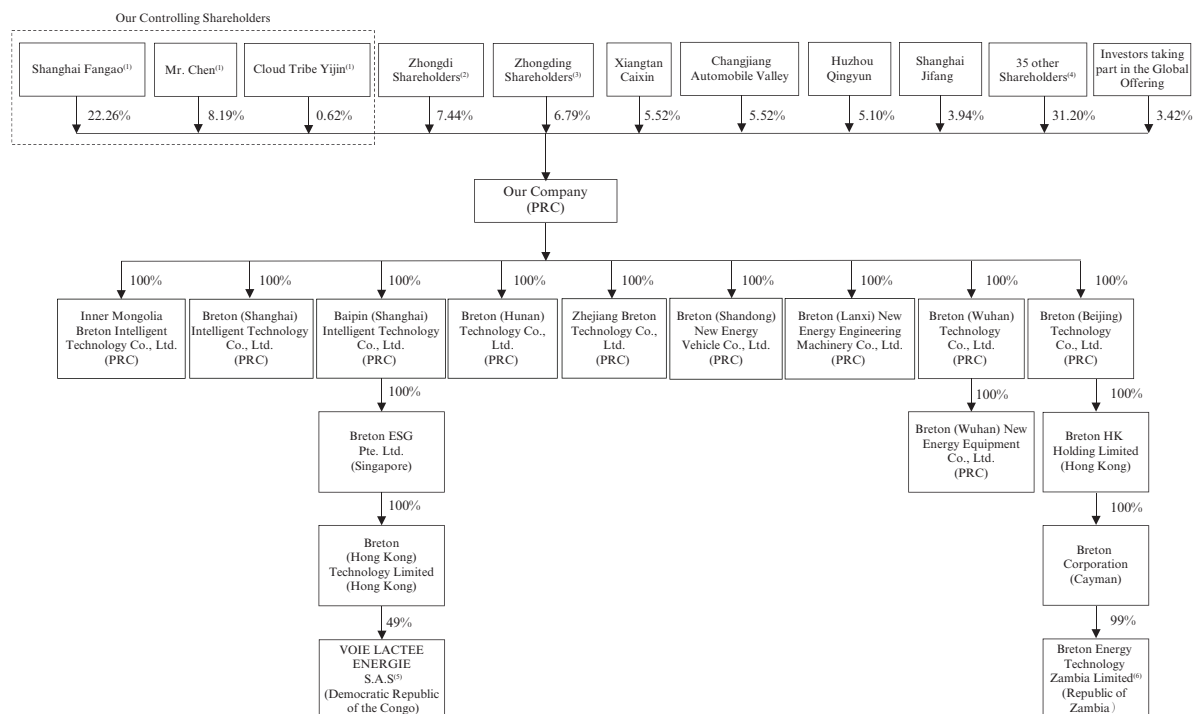 Our Controlling Shareholders
Shanghai Fangao(1)
Mr. Chen(1)
Cloud Tribe Yijin(1)
Zhongdi
Shareholders(2)
Zhongding
Shareholders(3)
Xiangtan
Caixin
Changjiang
Automobile Valley
Huzhou
Qingyun
Shanghai
Jifang
35 other
Shareholders(4)
Investors taking
part in the Global
Offering
22.26%
8.19%
0.62%
7.44%
6.79%
5.52%
5.52%
5.10%
3.94%
31.20%
3.42%
Our Company
(PRC)
100%
100%
100%
100%
100%
100%
100%
100%
100%
Inner Mongolia
Breton Intelligent
Technology Co., Ltd.
(PRC)
Breton (Shanghai)
Intelligent Technology
Co., Ltd.
(PRC)
Baipin (Shanghai)
Intelligent Technology
Co., Ltd.
(PRC)
Breton (Hunan)
Technology Co.,
Ltd.
(PRC)
Zhejiang Breton
Technology Co.,
Ltd.
(PRC)
Breton (Shandong)
New Energy
Vehicle Co., Ltd.
(PRC)
Breton (Lanxi) New
Energy Engineering
Machinery Co., Ltd.
(PRC)
Breton (Wuhan)
Technology
Co., Ltd.
(PRC)
Breton (Beijing)
Technology
Co., Ltd.
(PRC)
100%
100%
100%
Breton ESG
Pte. Ltd.
(Singapore)
Breton (Wuhan) New
Energy Equipment
Co., Ltd.
(PRC)
Breton HK
Holding Limited
(Hong Kong)
100%
100%
Breton
(Hong Kong)
Technology Limited
(Hong Kong)
Breton
Corporation
(Cayman)
49%
99%
VOIE LACTEE
ENERGIE
S.A.S(5)
(Democratic Republic
of the Congo)
Breton Energy
Technology
Zambia Limited(6)
(Republic of
Zambia）